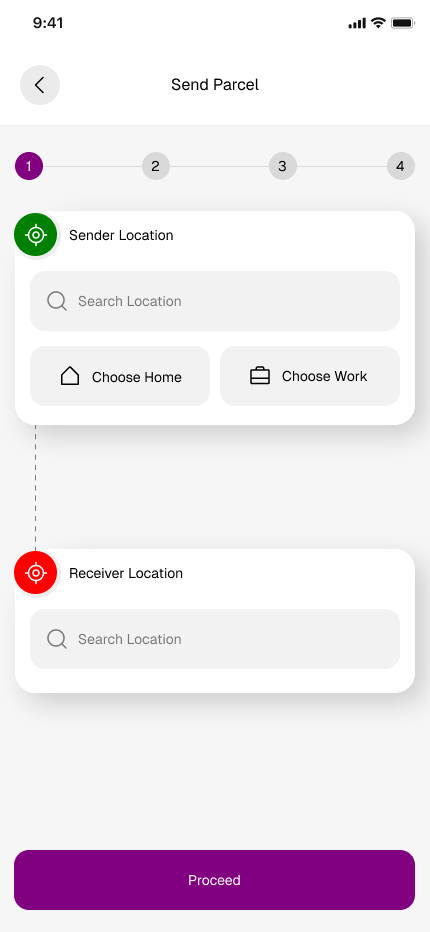 9:41
Send Parcel
1 2 3 4
Sender Location
Search Location
Choose Home Choose Work
Receiver Location
Search Location
Proceed